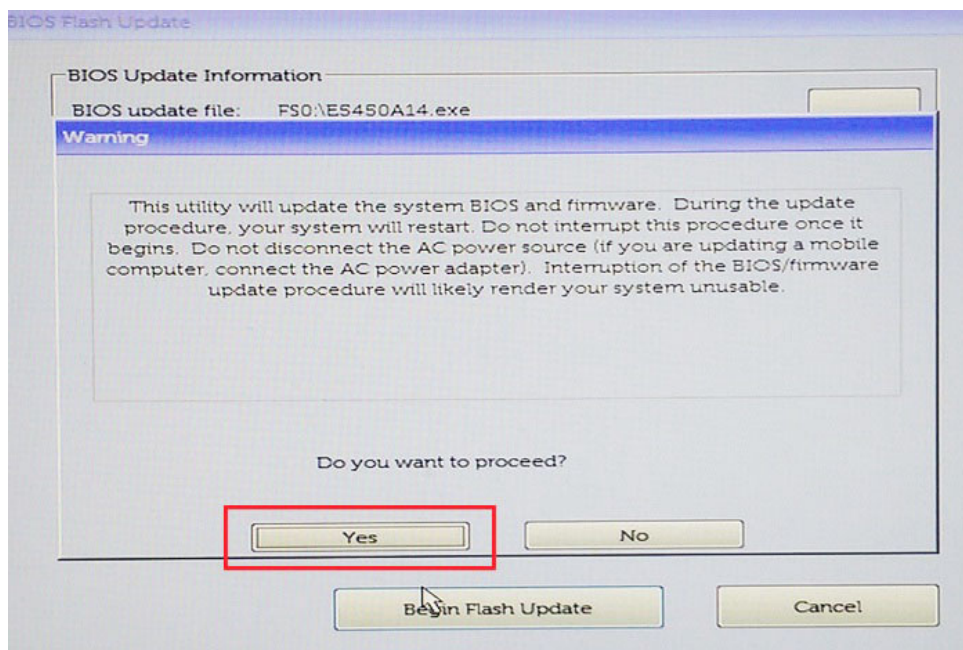 BIOS Flash Update
BIOS Update Information
BIOS update file: FS0:\E5450A14.exe
Warning
This utility will update the system BIOS and firmware. During the update
procedure, your system will restart. Do not interrupt this procedure once it
begins. Do not disconnect the AC power source (if you are updating a mobile
computer, connect the AC power adapter). Interruption of the BIOS/firmware
update procedure will likely render your system unusable.
Do you want to proceed?
Yes No
Begin Flash Update Cancel